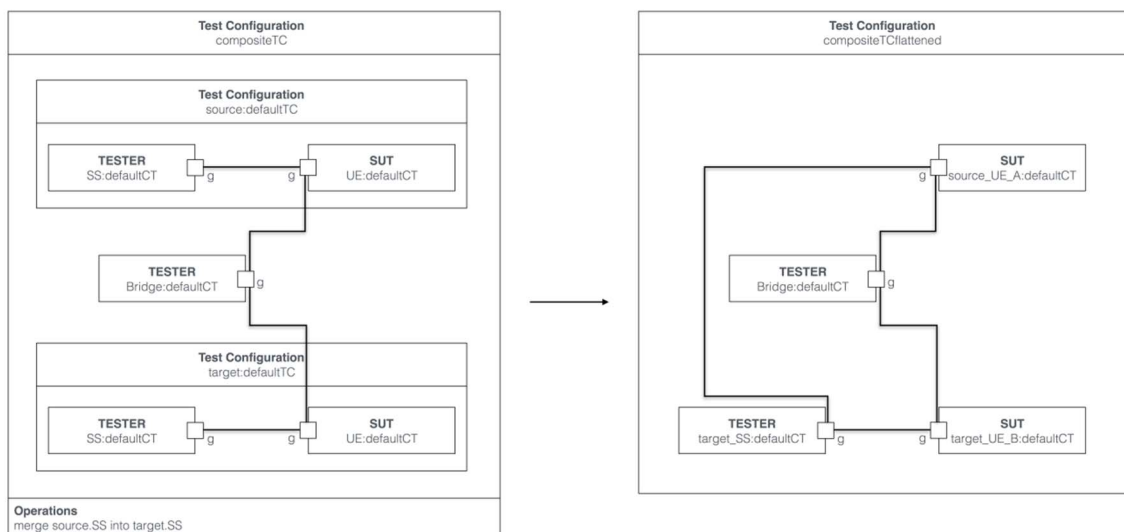 Test Configuration
compositeTC
Test Configuration
source:defaultTC
TESTER
SS:defaultCT
g
g
SUT
UE:defaultCT
TESTER
Bridge:defaultCT
g
Test Configuration
target:defaultTC
TESTER
SS:defaultCT
g
g
SUT
UE:defaultCT
Operations
merge source.SS into target.SS
Test Configuration
compositeTCflattened
g
SUT
source_UE_A:defaultCT
TESTER
Bridge:defaultCT
g
TESTER
target_SS:defaultCT
g
g
SUT
target_UE_B:defaultCT